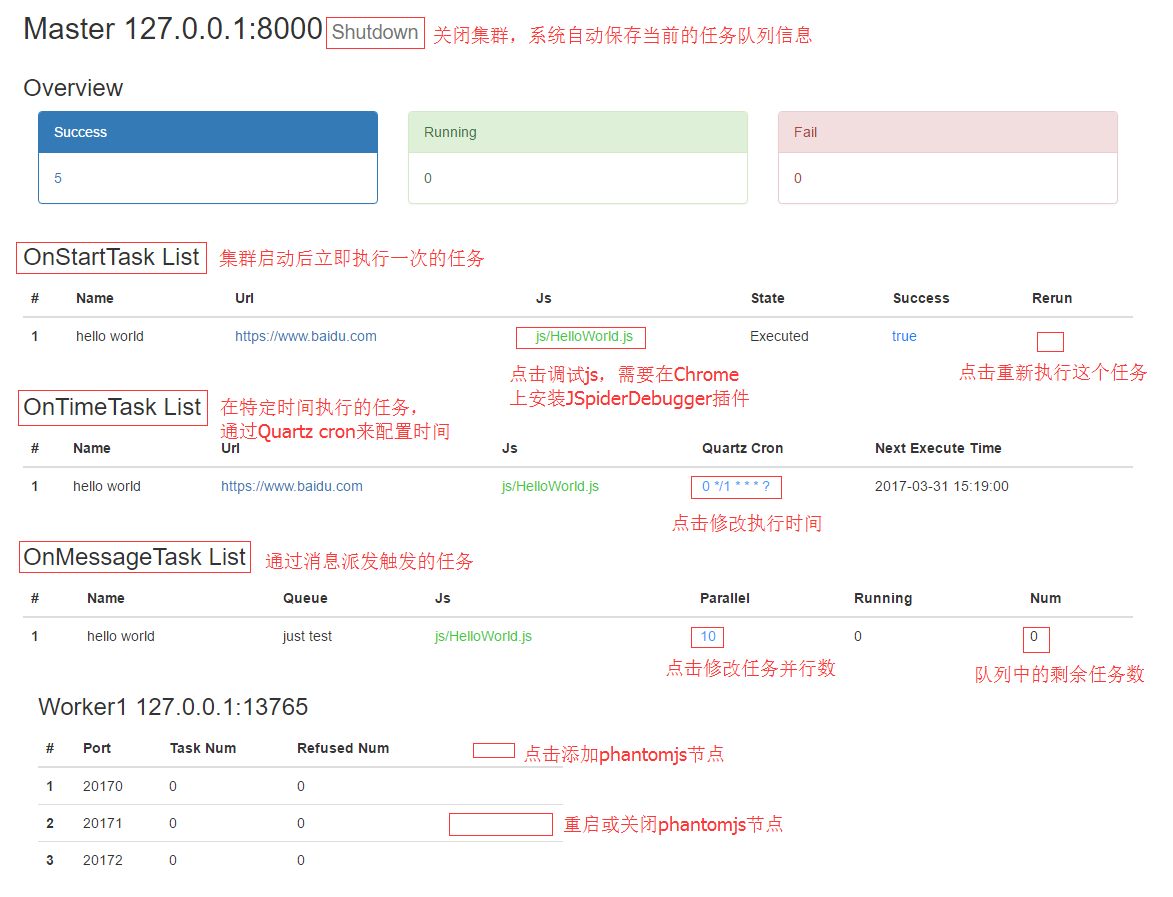 Master 127.0.0.1:8000 Shutdown 关闭集群，系统自动保存当前的任务队列信息
Overview
Success Running Fail
5 0 0
OnStartTask List 集群启动后立即执行一次的任务
# Name Url Js State Success Rerun
1 hello world https://www.baidu.com js/HelloWorld.js Executed true
点击重新执行这个任务
点击调试js，需要在Chrome
上安装JSpiderDebugger插件
OnTimeTask List 在特定时间执行的任务，
通过Quartz cron来配置时间
# Name Url Js Quartz Cron Next Execute Time
1 hello world https://www.baidu.com js/HelloWorld.js 0 */1 * * * ? 2017-03-31 15:19:00
点击修改执行时间
OnMessageTask List 通过消息派发触发的任务
# Name Queue Js Parallel Running Num
1 hello world just test js/HelloWorld.js 10 0 0
点击修改任务并行数 队列中的剩余任务数
Worker1 127.0.0.1:13765
# Port Task Num Refused Num 点击添加phantomjs节点
1 20170 0 0
2 20171 0 0 重启或关闭phantomjs节点
3 20172 0 0